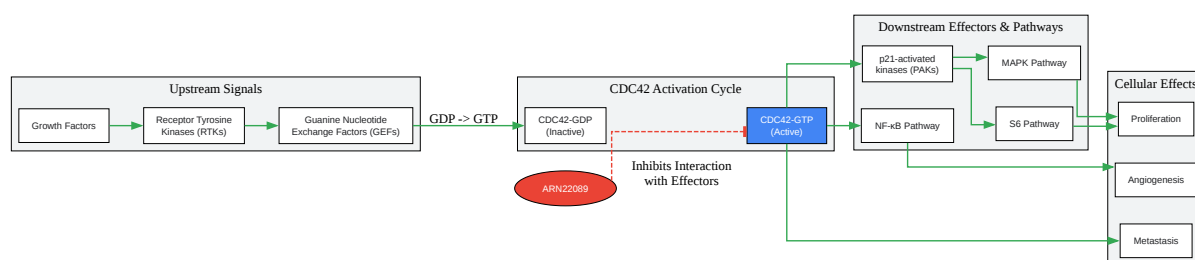 Upstream Signals
Growth Factors
Receptor Tyrosine
Kinases (RTKs)
Guanine Nucleotide
Exchange Factors (GEFs)
GDP -> GTP
CDC42 Activation Cycle
CDC42-GDP
(Inactive)
CDC42-GTP
(Active)
ARN22089
Inhibits Interaction
with Effectors
Downstream Effectors & Pathways
p21-activated
kinases (PAKs)
MAPK Pathway
NF-κB Pathway
S6 Pathway
Cellular Effects
Proliferation
Angiogenesis
Metastasis